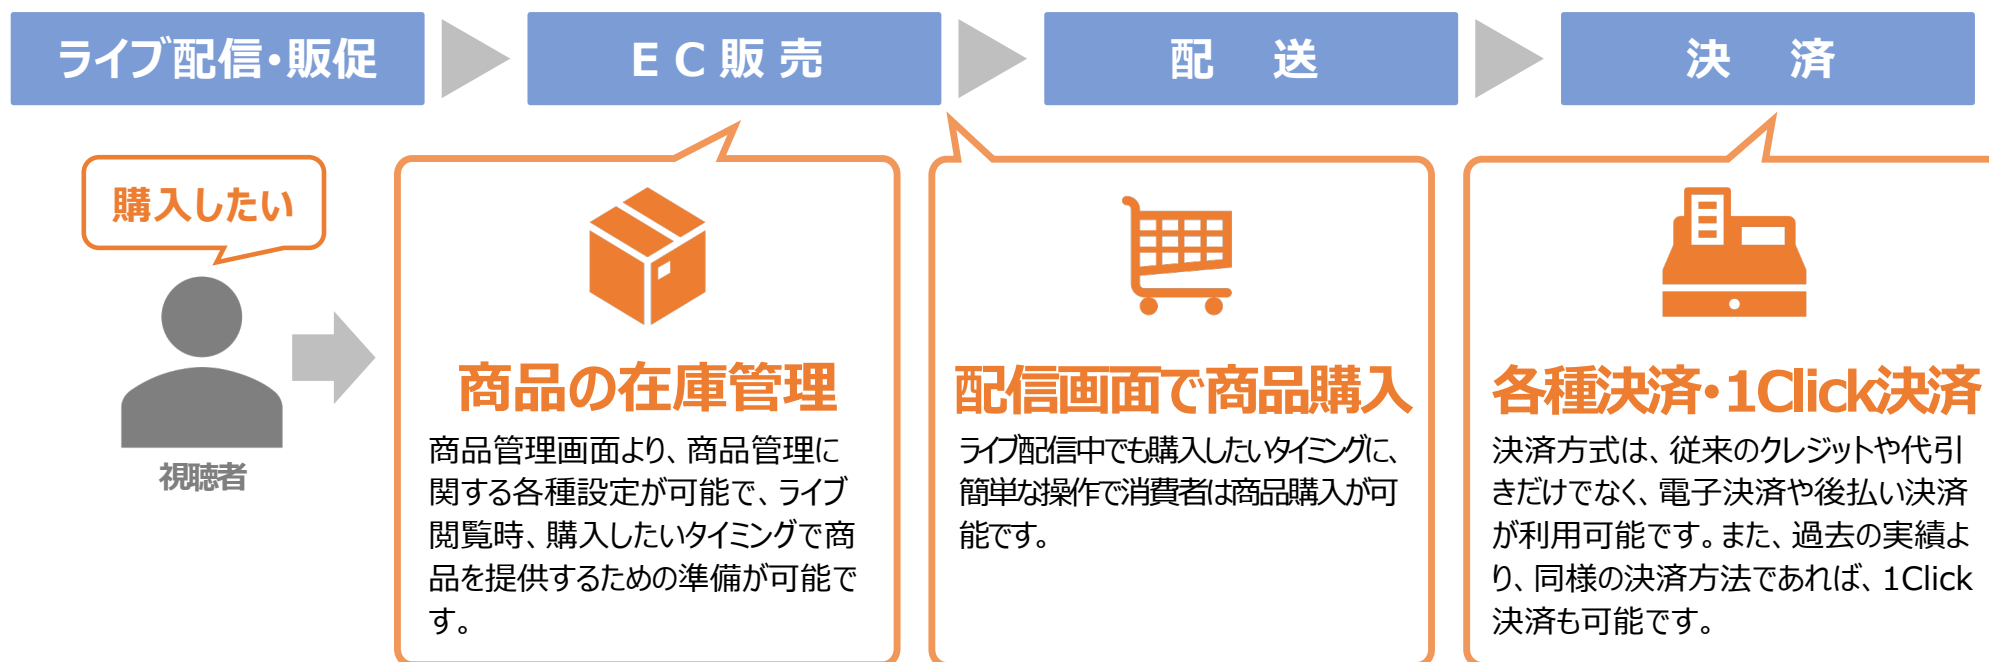 ライブ配信・販促
EC販売
配　送
決　済
購入したい
視聴者
商品の在庫管理
商品管理画面より、商品管理に
関する各種設定が可能で、ライブ
閲覧時、購入したいタイミングで商
品を提供するための準備が可能で
す。
配信画面で商品購入
ライブ配信中でも購入したいタイミングに、
簡単な操作で消費者は商品購入が可
能です。
各種決済・1Click決済
決済方式は、従来のクレジットや代引
きだけでなく、電子決済や後払い決済
が利用可能です。また、過去の実績よ
り、同様の決済方法であれば、1Click
決済も可能です。